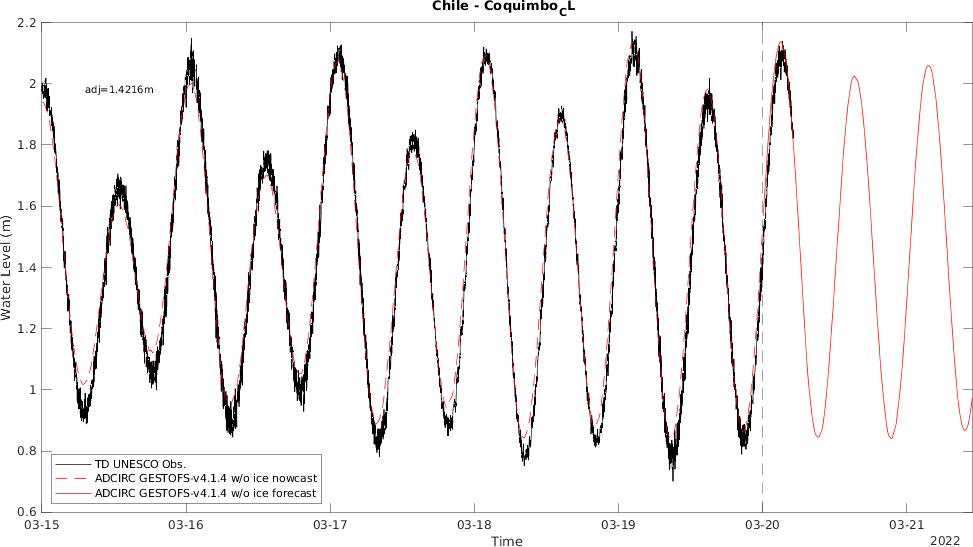 Chile - Coquimbo_CL
2.2
adj=1.4216m
2
1.8
1.6
1.4
1.2
1
0.8
0.6
Water Level (m)
TD UNESCO Obs.
ADCIRC GESTOFS-v4.1.4 w/o ice nowcast
ADCIRC GESTOFS-v4.1.4 w/o ice forecast
03-15 03-16 03-17 03-18 03-19 03-20 03-21
Time
2022